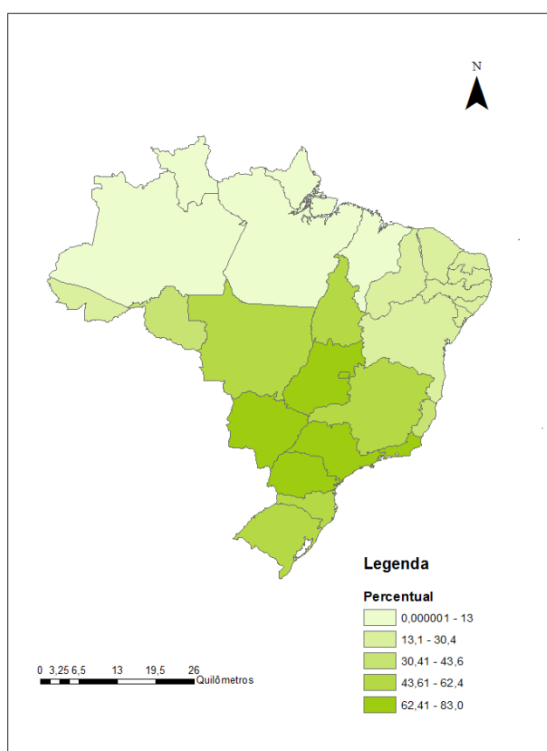 N
Legenda
Percentual
0,000001 - 13
13,1 - 30,4
30,41 - 43,6
43,61 - 62,4
62,41 - 83,0
0 3,25 6,5 13 19,5 26
Quilômetros